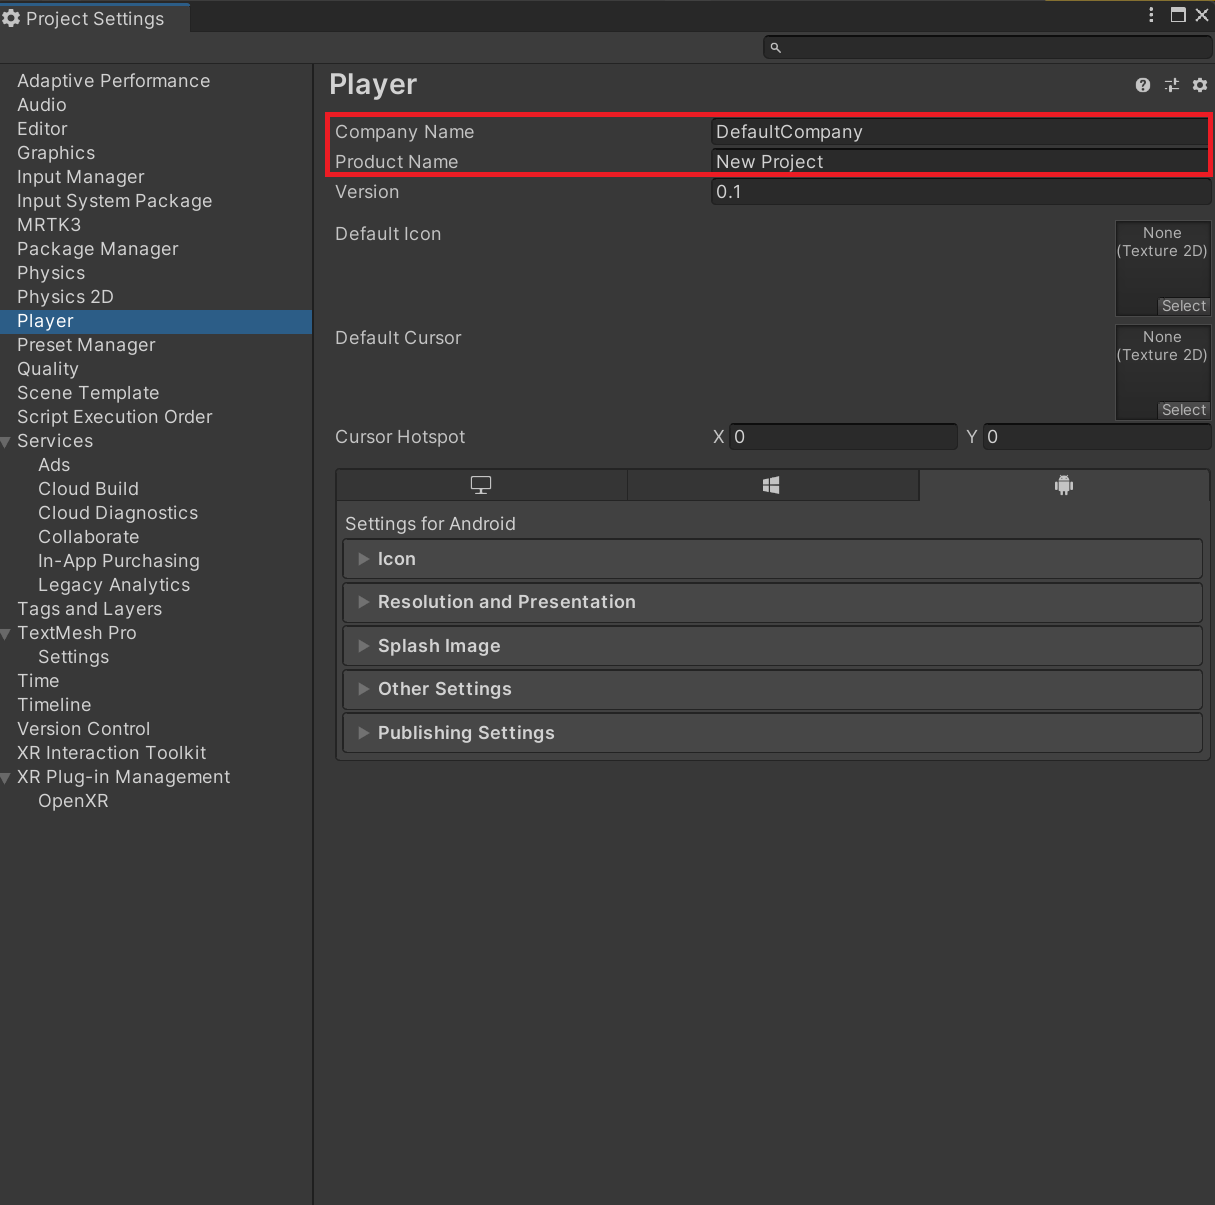 Project Settings
Adaptive Performance
Audio
Editor
Graphics
Input Manager
Input System Package
MRTK3
Package Manager
Physics
Physics 2D
Player
Preset Manager
Quality
Scene Template
Script Execution Order
Services
Ads
Cloud Build
Cloud Diagnostics
Collaborate
In-App Purchasing
Legacy Analytics
Tags and Layers
TextMesh Pro
Settings
Time
Timeline
Version Control
XR Interaction Toolkit
XR Plug-in Management
OpenXR
Player
Company Name DefaultCompany
Product Name New Project
Version 0.1
Default Icon
None
(Texture 2D)
Select
Default Cursor
None
(Texture 2D)
Select
Cursor Hotspot X 0 Y 0
Settings for Android
Icon
Resolution and Presentation
Splash Image
Other Settings
Publishing Settings